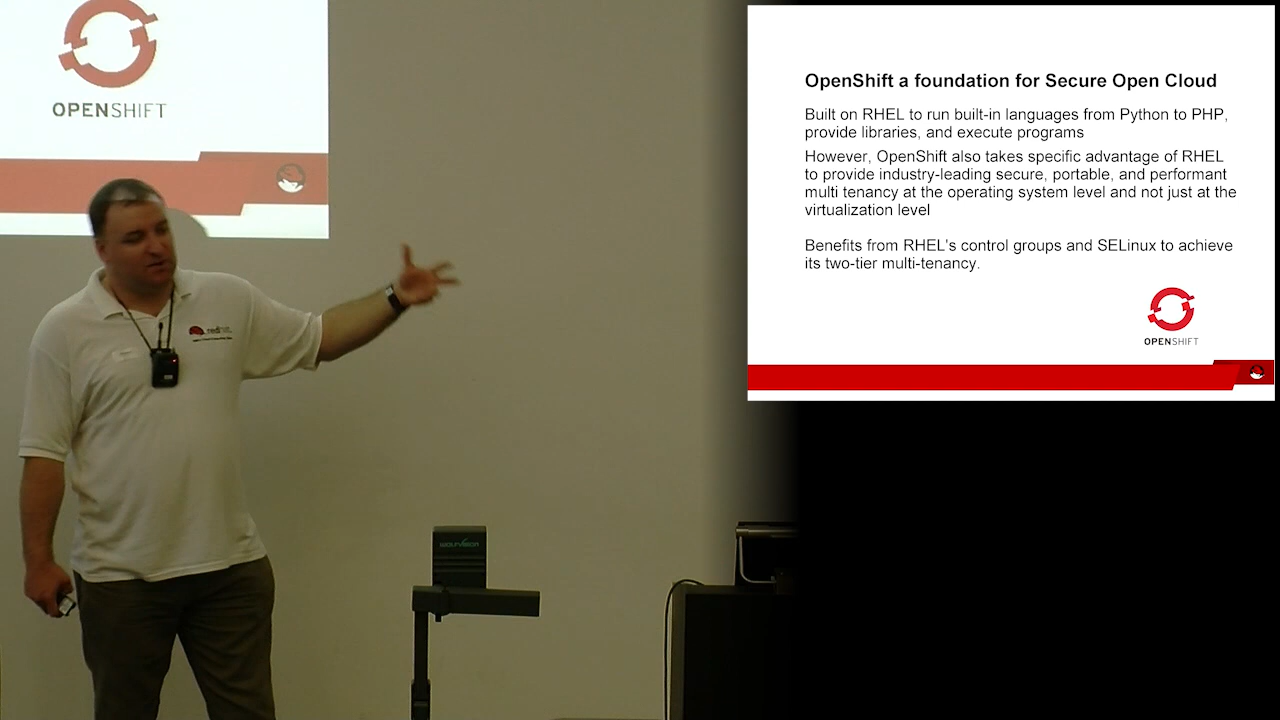 OPENSHIFT
redhat
WOLFVISION
OpenShift a foundation for Secure Open Cloud
Built on RHEL to run built-in languages from Python to PHP,
provide libraries, and execute programs
However, OpenShift also takes specific advantage of RHEL
to provide industry-leading secure, portable, and performant
multi tenancy at the operating system level and not just at the
virtualization level
Benefits from RHEL's control groups and SELinux to achieve
its two-tier multi-tenancy.
OPENSHIFT